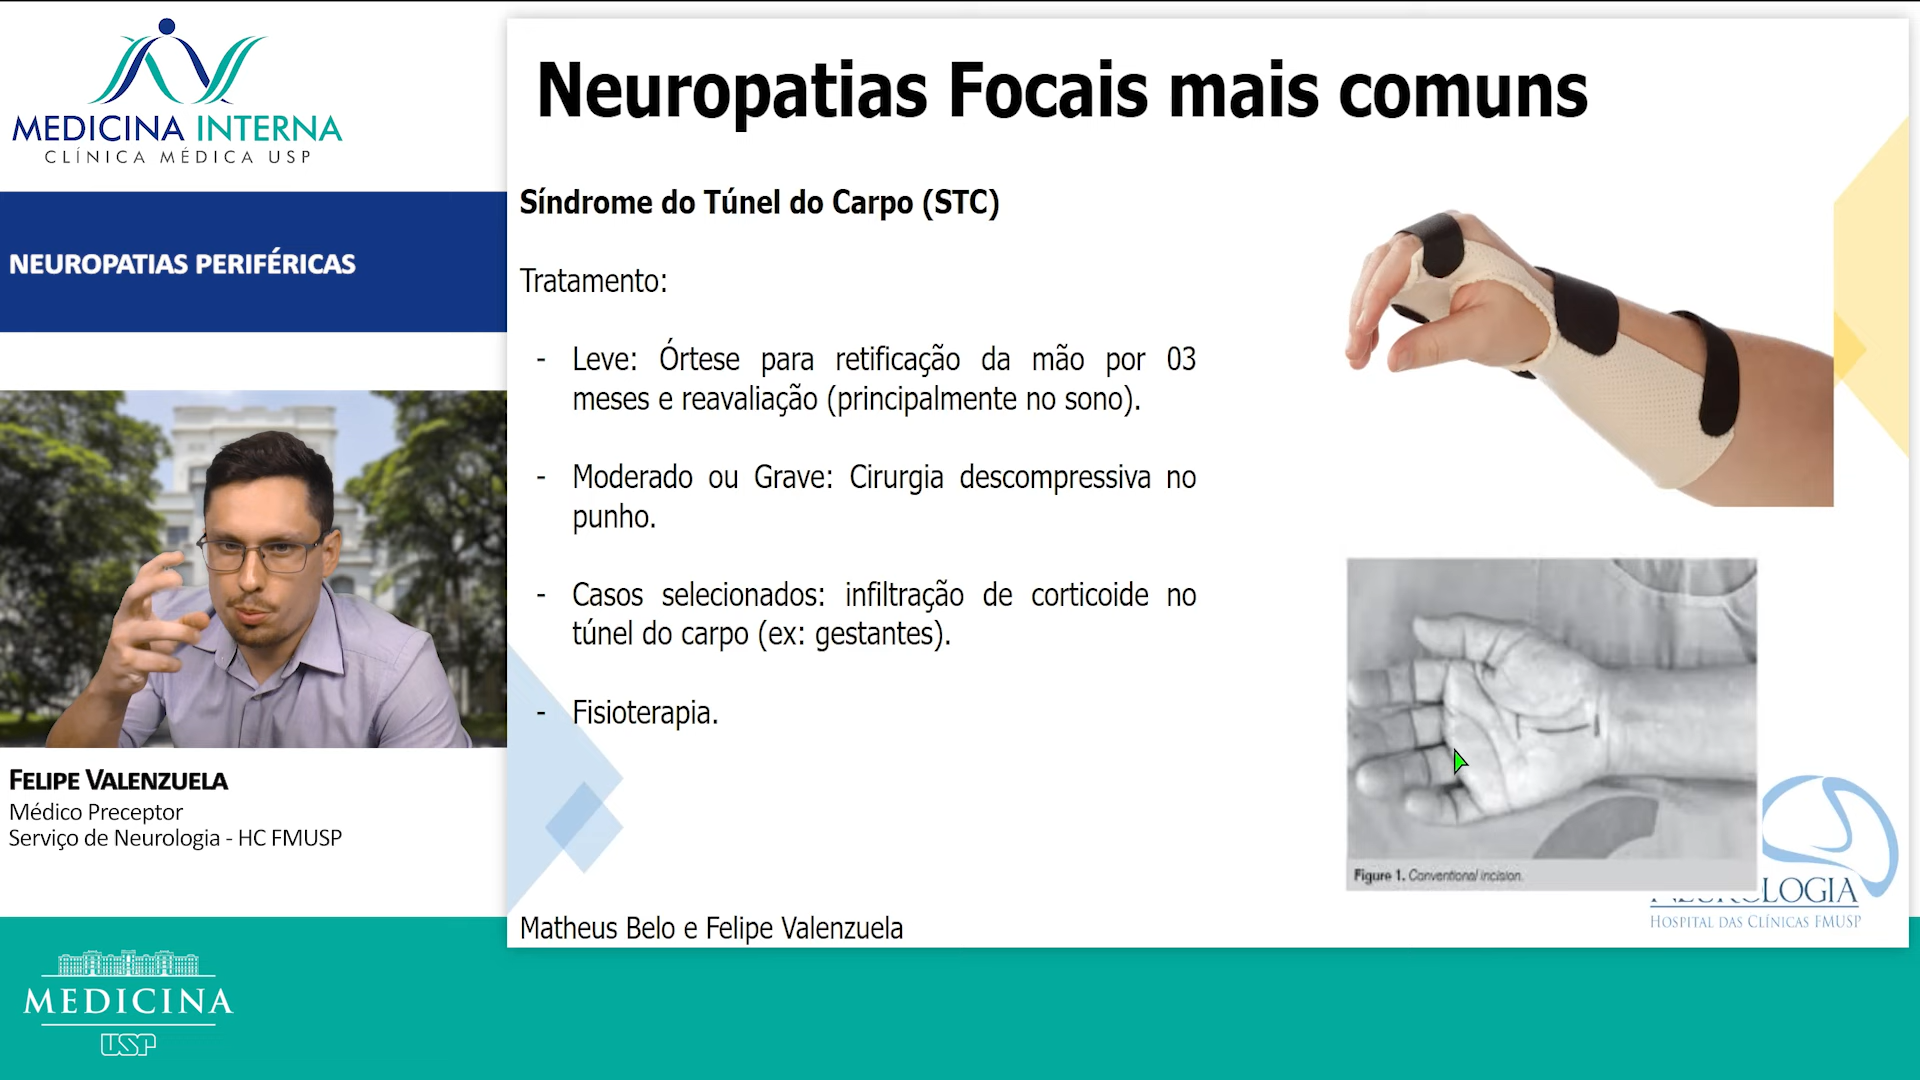 MEDICINA INTERNA
CLÍNICA MÉDICA USP
NEUROPATIAS PERIFÉRICAS
FELIPE VALENZUELA
Médico Preceptor
Serviço de Neurologia - HC FMUSP
MEDICINA
USP
Neuropatias Focais mais comuns
Síndrome do Túnel do Carpo (STC)
Tratamento:
- Leve: Órtese para retificação da mão por 03
meses e reavaliação (principalmente no sono).
- Moderado ou Grave: Cirurgia descompressiva no
punho.
- Casos selecionados: infiltração de corticoide no
túnel do carpo (ex: gestantes).
- Fisioterapia.
Matheus Belo e Felipe Valenzuela
Figure 1. Conventional incision.
NEUROLOGIA
HOSPITAL DAS CLÍNICAS FMUSP